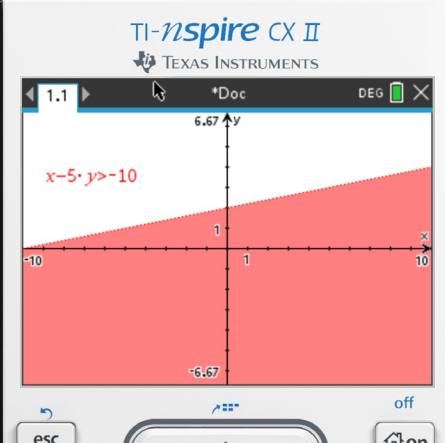 TI-nspire CX II
TEXAS INSTRUMENTS
1.1 *Doc DEG
6.67 y
x-5·y>-10
1
x
-10 1 10
-6.67
off
esc on